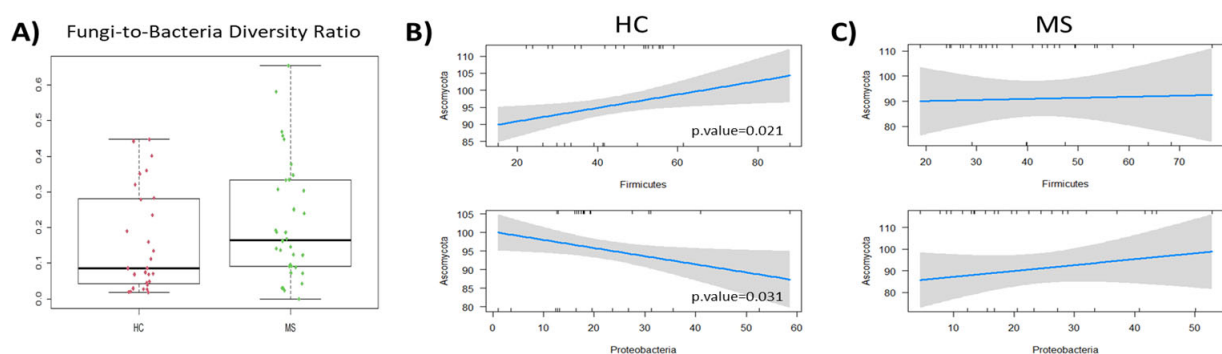 A)
Fungi-to-Bacteria Diversity Ratio
0.6
0.5
0.4
0.3
0.2
0.1
0.0
HC
MS
B)
HC
Ascomycota
105
100
95
90
85
p.value=0.021
20
40
60
80
Firmicutes
Ascomycota
105
100
95
90
85
80
p.value=0.031
0
10
20
30
40
50
60
Proteobacteria
C)
MS
Ascomycota
110
100
90
80
20
30
40
50
60
70
Firmicutes
Ascomycota
110
100
90
80
10
20
30
40
50
Proteobacteria